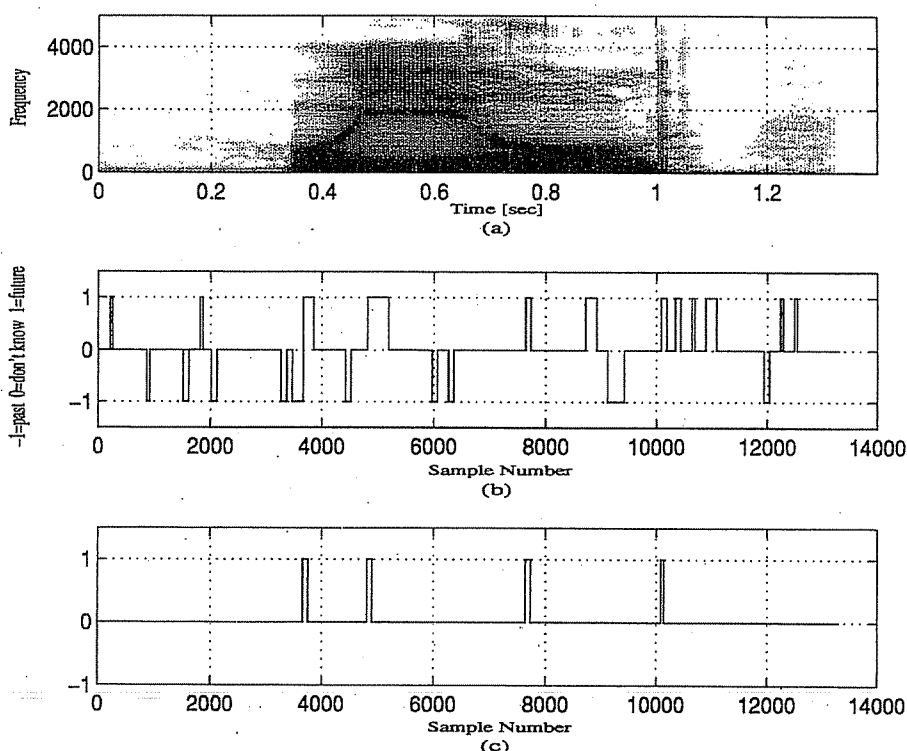 4000
2000
0
Frequency
0 0.2 0.4 0.6 0.8 1 1.2
Time [sec]
(a)
1
0
−1
−1=past 0=don't know 1=future
0 2000 4000 6000 8000 10000 12000 14000
Sample Number
(b)
1
0
−1
0 2000 4000 6000 8000 10000 12000 14000
Sample Number
(c)